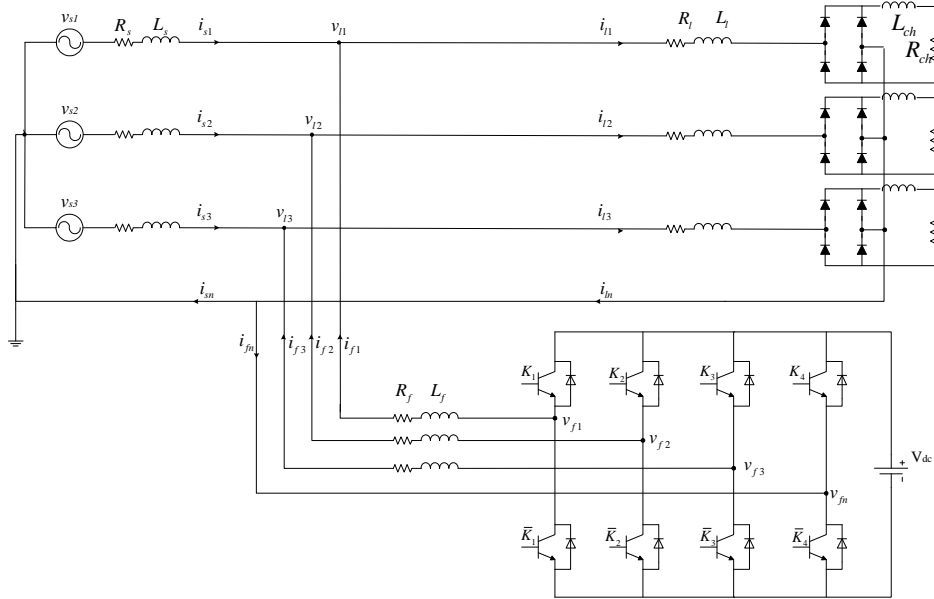 vs1 Rs Ls is1 vl1 il1 Rl Ll Lch
Rch
vs2 is2 vl2 il2
vs3 is3 vl3 il3
isn iln
ifn if3 if2 if1
K1 K2 K3 K4
Rf Lf
vf1
vf2
vf3 Vdc
+
-
vfn
K̅1 K̅2 K̅3 K̅4